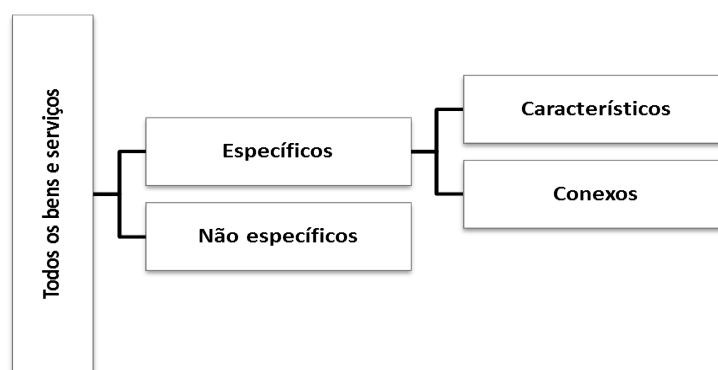 Todos os bens e serviços
Específicos
Não específicos
Característicos
Conexos